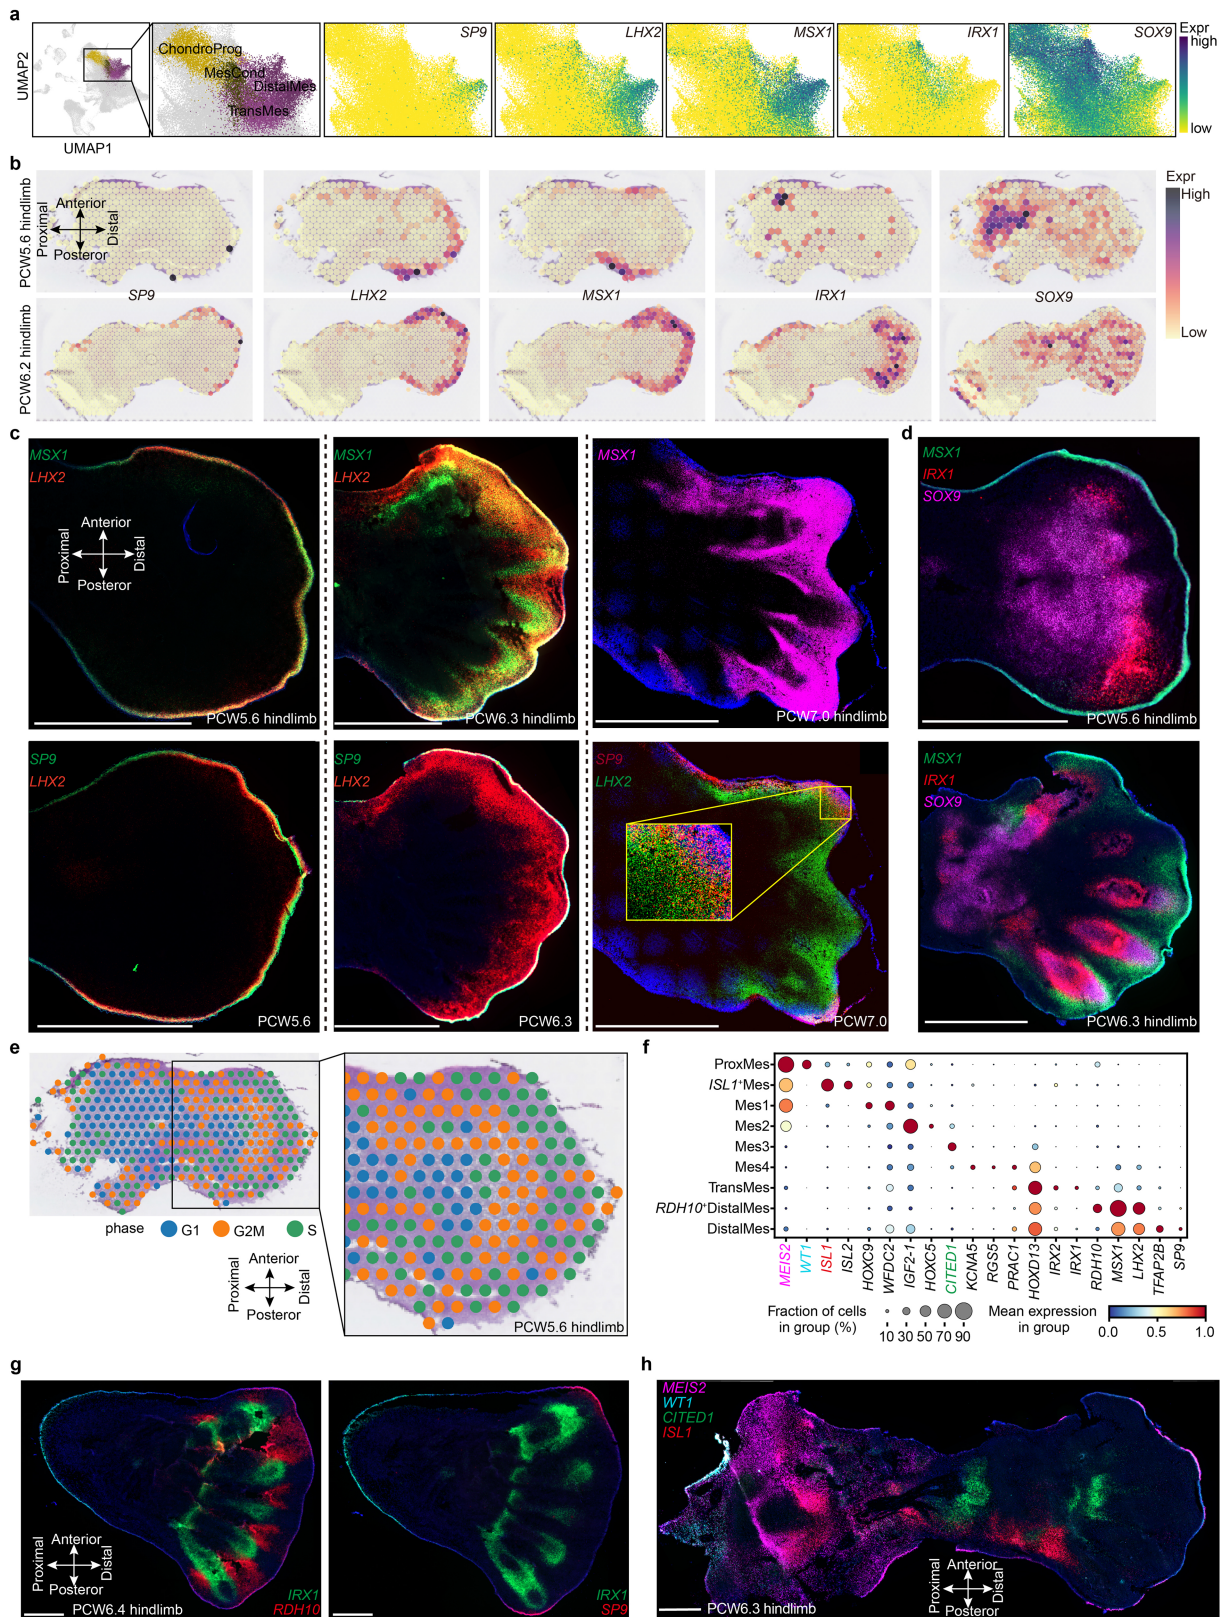 a
UMAP2
UMAP1
ChondroProg
MesCond
DistalMes
TransMes
SP9
LHX2
MSX1
IRX1
SOX9
Expr
high
low
b
PCW5.6 hindlimb
Anterior
Proximal
Distal
Posterior
SP9
LHX2
MSX1
IRX1
SOX9
PCW6.2 hindlimb
Expr
High
Low
c
MSX1
LHX2
Anterior
Proximal
Distal
Posteror
PCW5.6 hindlimb
MSX1
LHX2
PCW6.3 hindlimb
MSX1
PCW7.0 hindlimb
SP9
LHX2
PCW5.6
SP9
LHX2
PCW6.3
SP9
LHX2
PCW7.0
d
MSX1
IRX1
SOX9
PCW5.6 hindlimb
MSX1
IRX1
SOX9
PCW6.3 hindlimb
e
phase G1 G2M S
Anterior
Proximal
Distal
Posterior
PCW5.6 hindlimb
f
ProxMes
ISL1+Mes
Mes1
Mes2
Mes3
Mes4
TransMes
RDH10+DistalMes
DistalMes
MEIS2
WT1
ISL1
ISL2
HOXC9
WFDC2
IGF2-1
HOXC5
CITED1
KCNA5
RGS5
PRAC1
HOXD13
IRX2
IRX1
RDH10
MSX1
LHX2
TFAP2B
SP9
Fraction of cells
in group (%)
10 30 50 70 90
Mean expression
in group
0.0 0.5 1.0
g
Anterior
Proximal
Distal
Posterior
PCW6.4 hindlimb
IRX1
RDH10
IRX1
SP9
h
MEIS2
WT1
CITED1
ISL1
PCW6.3 hindlimb
Anterior
Proximal
Distal
Posteror